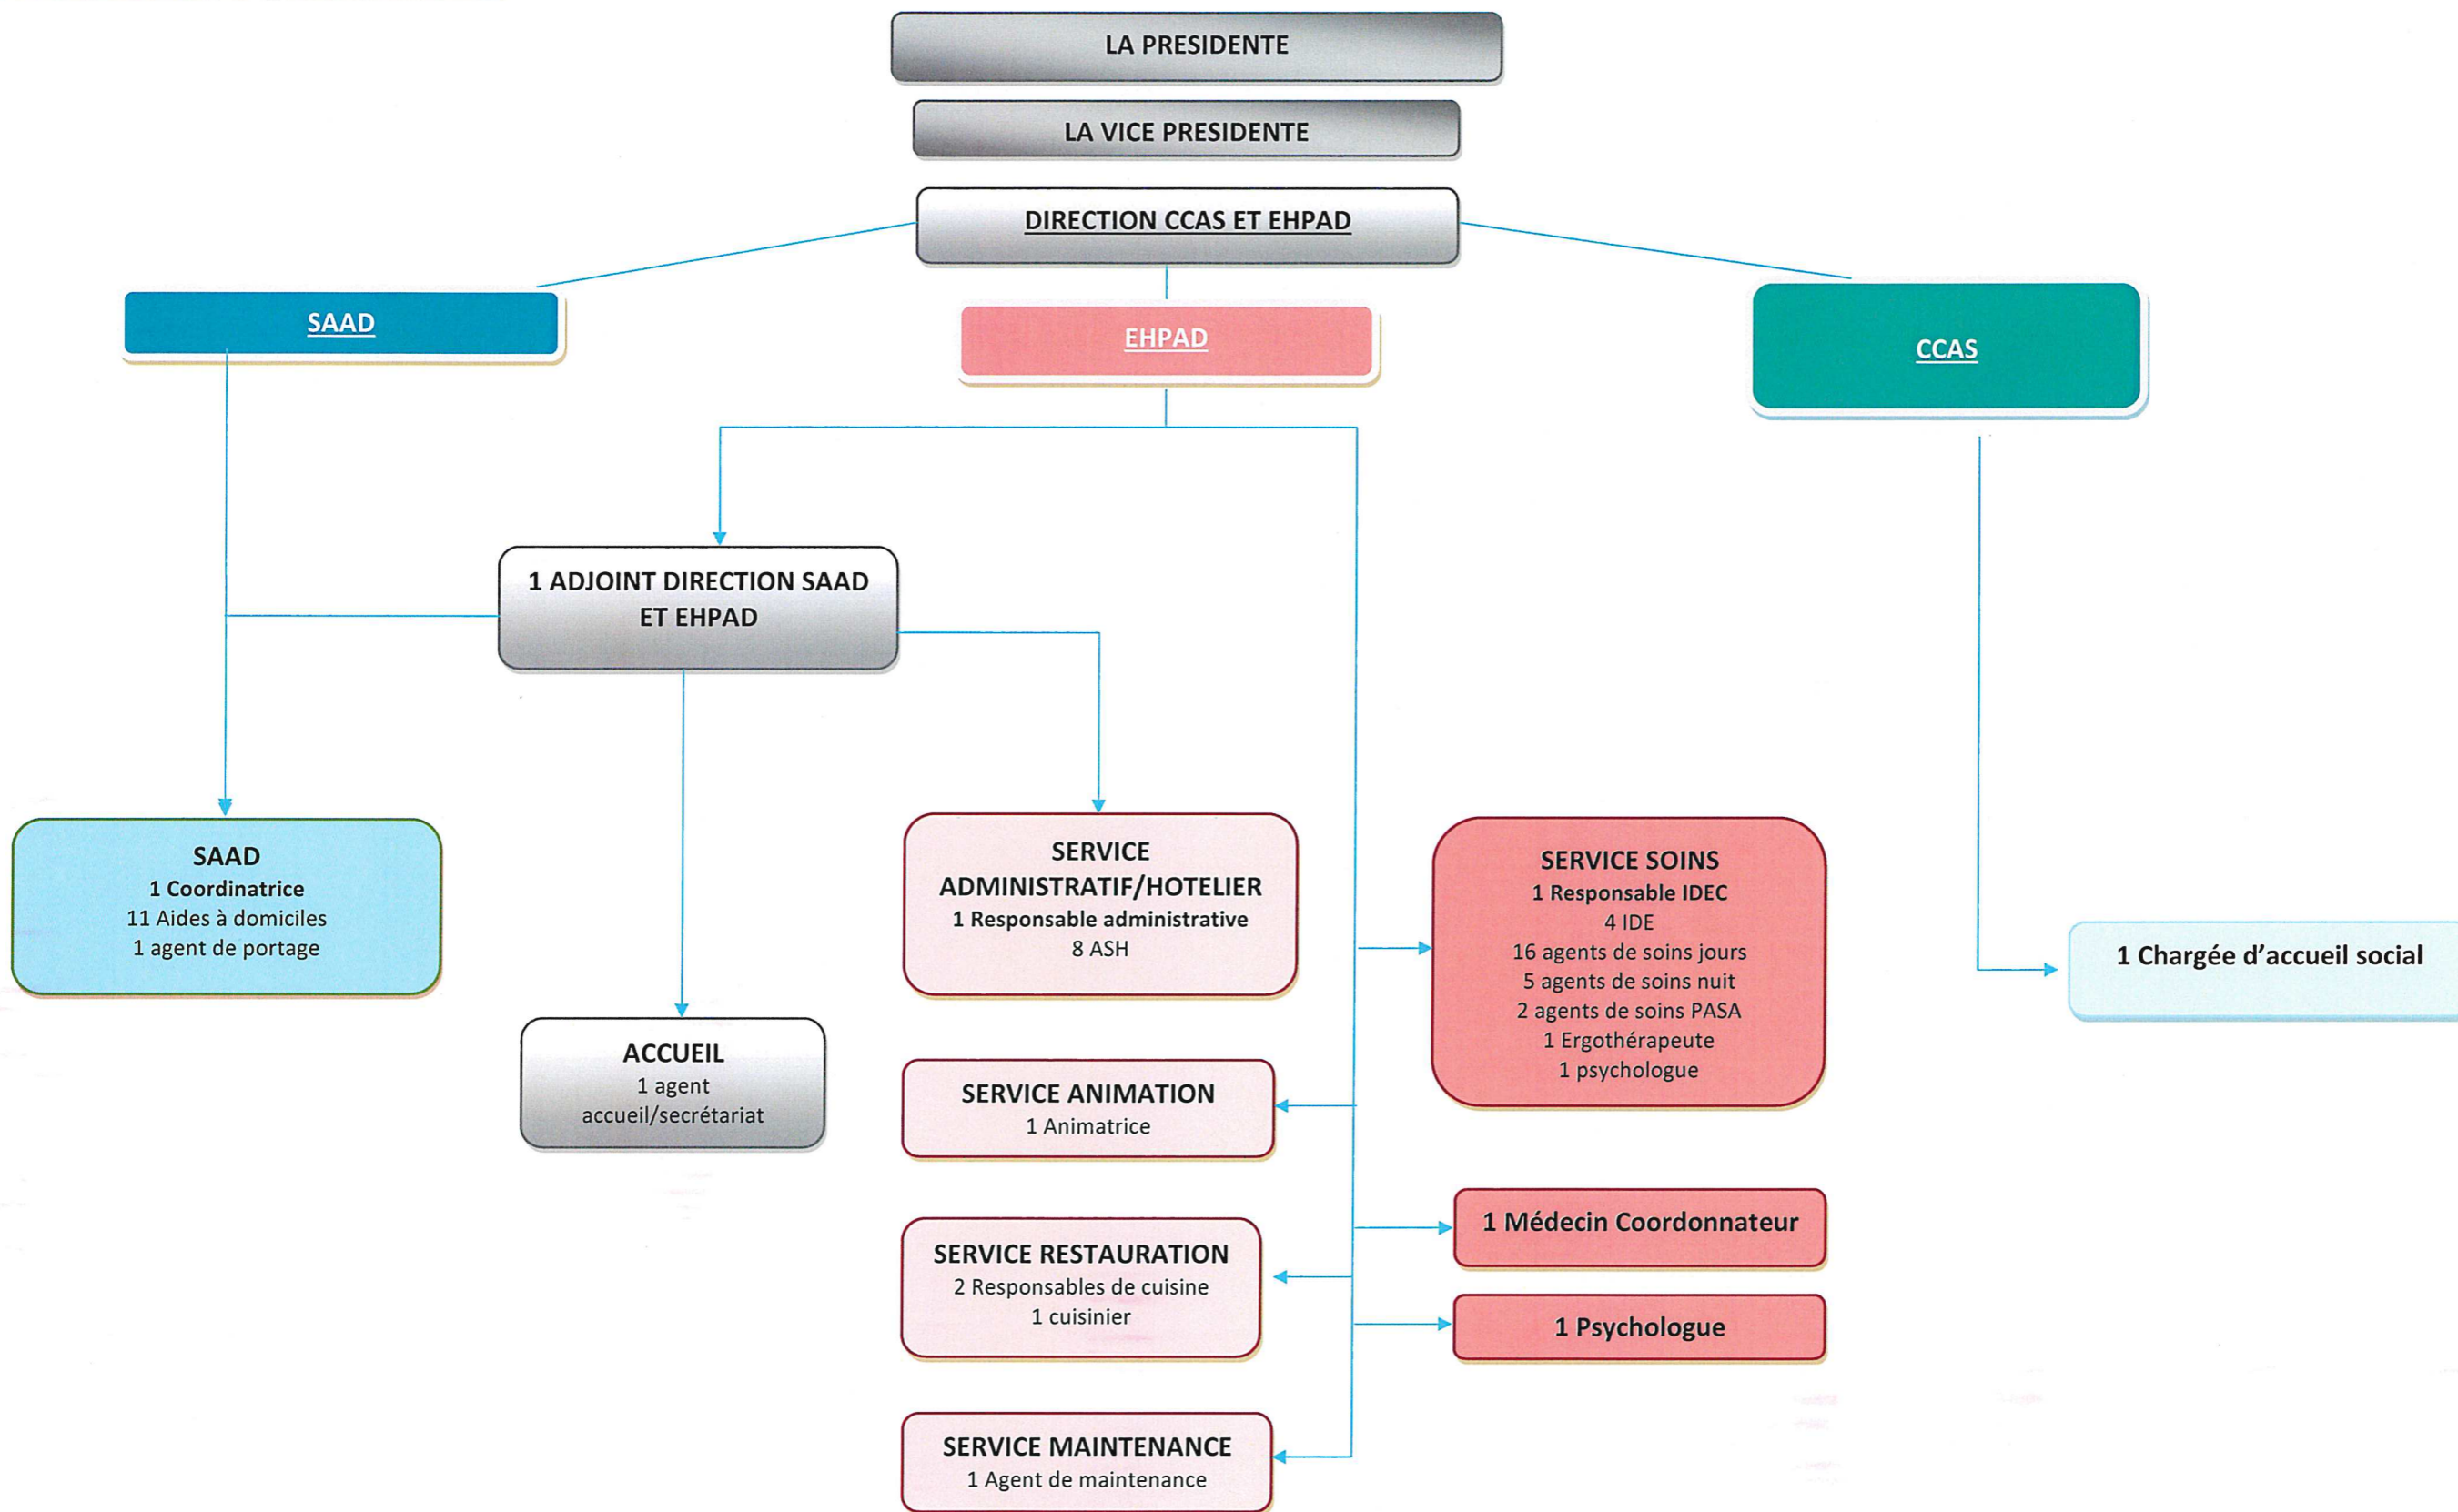 LA PRESIDENTE
LA VICE PRESIDENTE
DIRECTION CCAS ET EHPAD
SAAD
EHPAD
CCAS
1 ADJOINT DIRECTION SAAD
ET EHPAD
SAAD
1 Coordinatrice
11 Aides à domiciles
1 agent de portage
ACCUEIL
1 agent
accueil/secrétariat
SERVICE
ADMINISTRATIF/HOTELIER
1 Responsable administrative
8 ASH
SERVICE ANIMATION
1 Animatrice
SERVICE RESTAURATION
2 Responsables de cuisine
1 cuisinier
SERVICE MAINTENANCE
1 Agent de maintenance
SERVICE SOINS
1 Responsable IDEC
4 IDE
16 agents de soins jours
5 agents de soins nuit
2 agents de soins PASA
1 Ergothérapeute
1 psychologue
1 Médecin Coordonnateur
1 Psychologue
1 Chargée d’accueil social